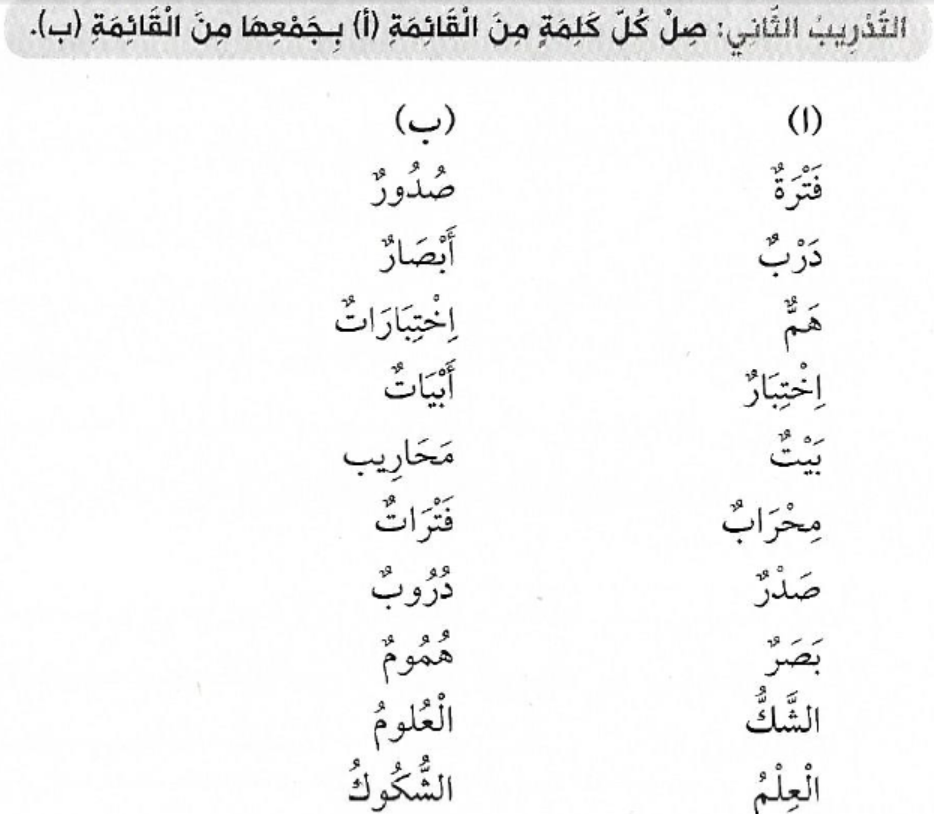 التَّدْرِيبُ الثَّانِي: صِلْ كُلَّ كَلِمَةٍ مِنَ الْقَائِمَةِ (أ) بِجَمْعِهَا مِنَ الْقَائِمَةِ (ب).
(ا) (ب)
فَتْرَةٌ صُدُورٌ
دَرْبٌ أَبْصَارٌ
هَمٌّ اِخْتِبَارَاتٌ
اِخْتِبَارٌ أَبْيَاتٌ
بَيْتٌ مَحَارِيب
مِحْرَابٌ فَتْرَاتٌ
صَدْرٌ دُرُوبٌ
بَصَرٌ هُمُومٌ
الشَّكُّ الْعُلومُ
الْعِلْمُ الشُّكُوكُ